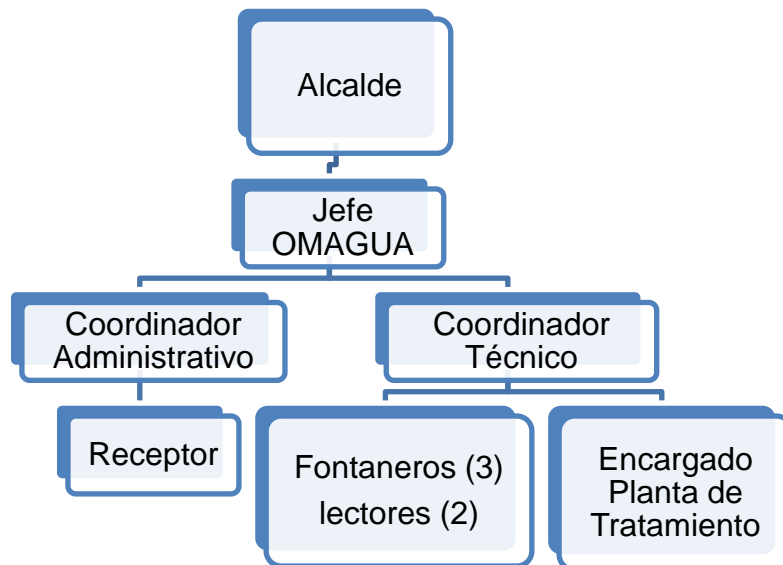 Alcalde
Jefe
OMAGUA
Coordinador
Administrativo
Coordinador
Técnico
Receptor
Fontaneros (3)
lectores (2)
Encargado
Planta de
Tratamiento